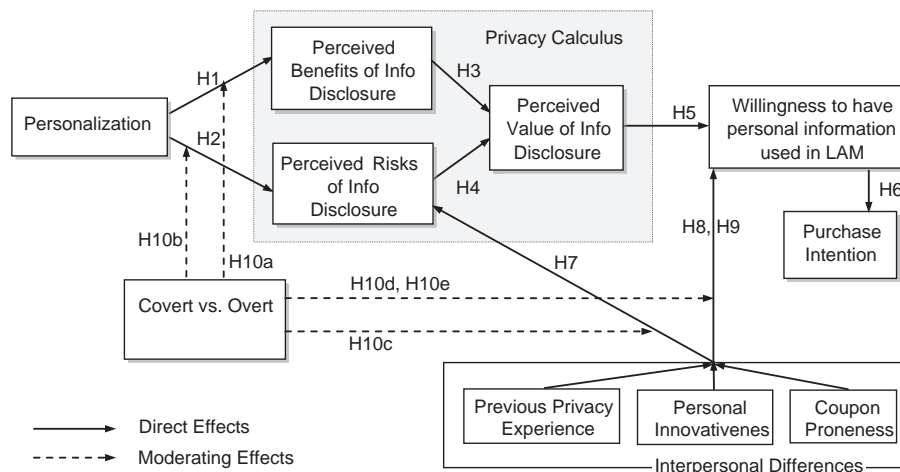 Privacy Calculus
Perceived
Benefits of Info
Disclosure
H1
H3
Personalization
Perceived
Value of Info
Disclosure
H5
Willingness to have
personal information
used in LAM
H2
Perceived Risks
of Info
Disclosure
H4
H6
H10b
H10a
H7
H8, H9
Purchase
Intention
Covert vs. Overt
H10d, H10e
H10c
Previous Privacy
Experience
Personal
Innovativenes
Coupon
Proneness
Interpersonal Differences
Direct Effects
Moderating Effects